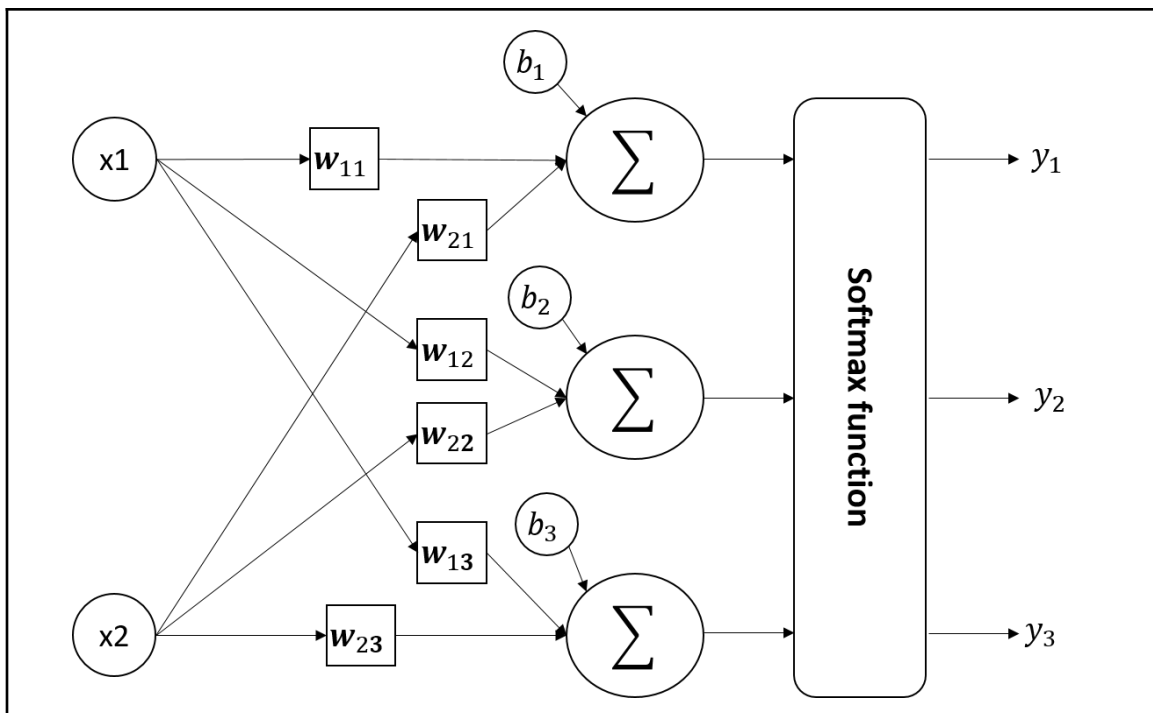 b₁
x1
w₁₁
∑
y₁
w₂₁
b₂
w₁₂
∑
y₂
w₂₂
Softmax function
b₃
w₁₃
x2
w₂₃
∑
y₃